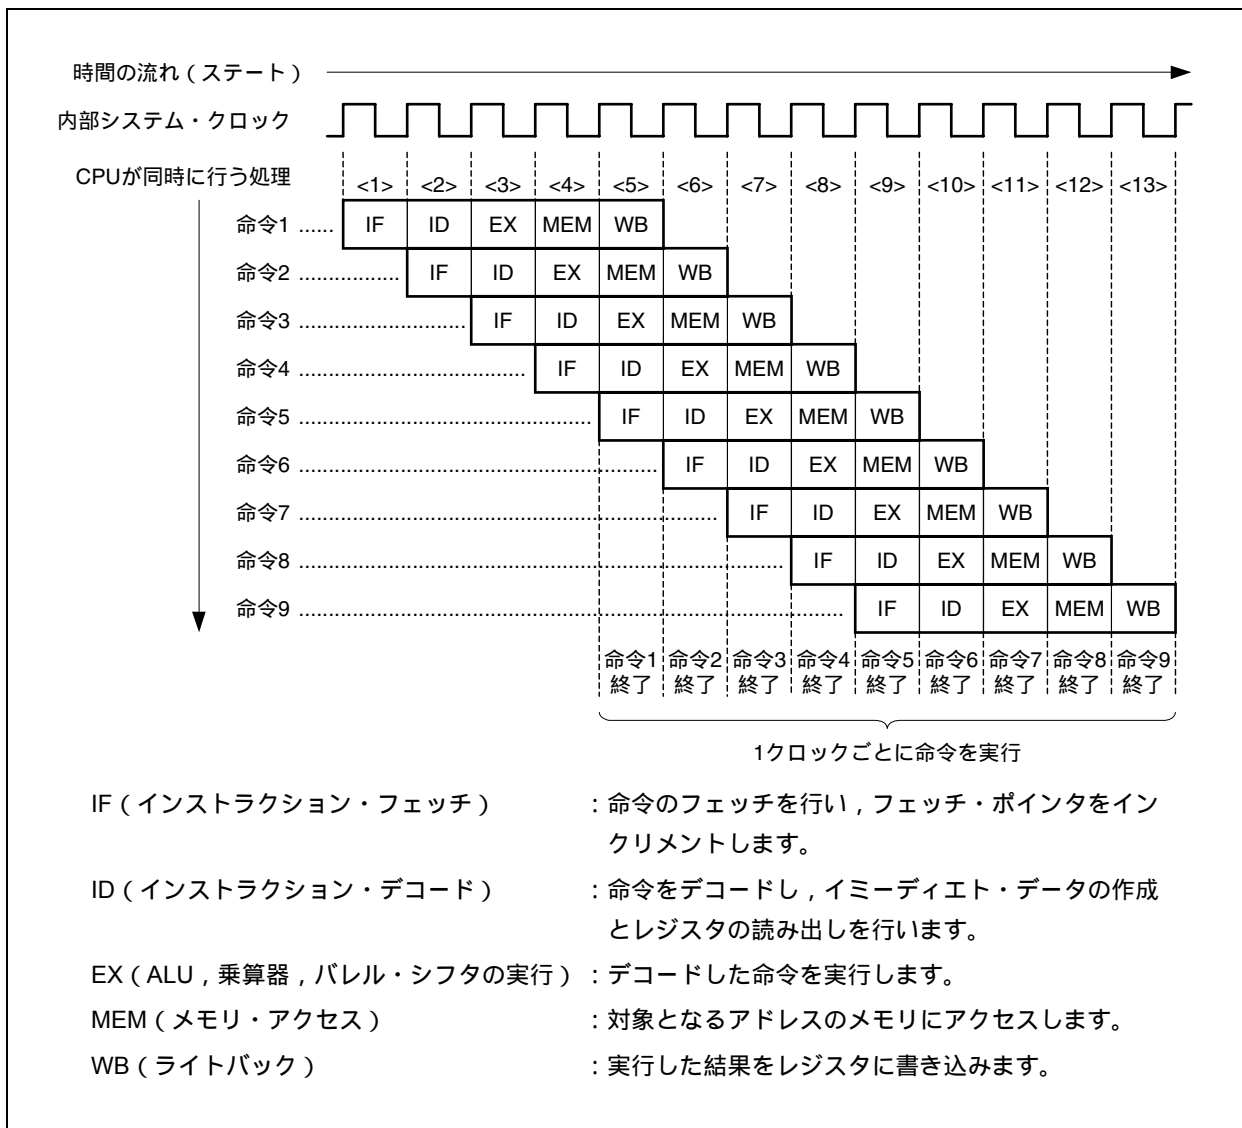 時間の流れ（ステート）
内部システム・クロック
CPUが同時に行う処理
<1> <2> <3> <4> <5> <6> <7> <8> <9> <10> <11> <12> <13>
命令1 ...... IF ID EX MEM WB
命令2 ................. IF ID EX MEM WB
命令3 ............................ IF ID EX MEM WB
命令4 ...................................... IF ID EX MEM WB
命令5 ................................................. IF ID EX MEM WB
命令6 ............................................................ IF ID EX MEM WB
命令7 ....................................................................... IF ID EX MEM WB
命令8 .................................................................................. IF ID EX MEM WB
命令9 ............................................................................................. IF ID EX MEM WB
命令1 命令2 命令3 命令4 命令5 命令6 命令7 命令8 命令9
終了 終了 終了 終了 終了 終了 終了 終了 終了
1クロックごとに命令を実行
IF（インストラクション・フェッチ）：命令のフェッチを行い，フェッチ・ポインタをイン
クリメントします。
ID（インストラクション・デコード）：命令をデコードし，イミーディエト・データの作成
とレジスタの読み出しを行います。
EX（ALU，乗算器，バレル・シフタの実行）：デコードした命令を実行します。
MEM（メモリ・アクセス）：対象となるアドレスのメモリにアクセスします。
WB（ライトバック）：実行した結果をレジスタに書き込みます。